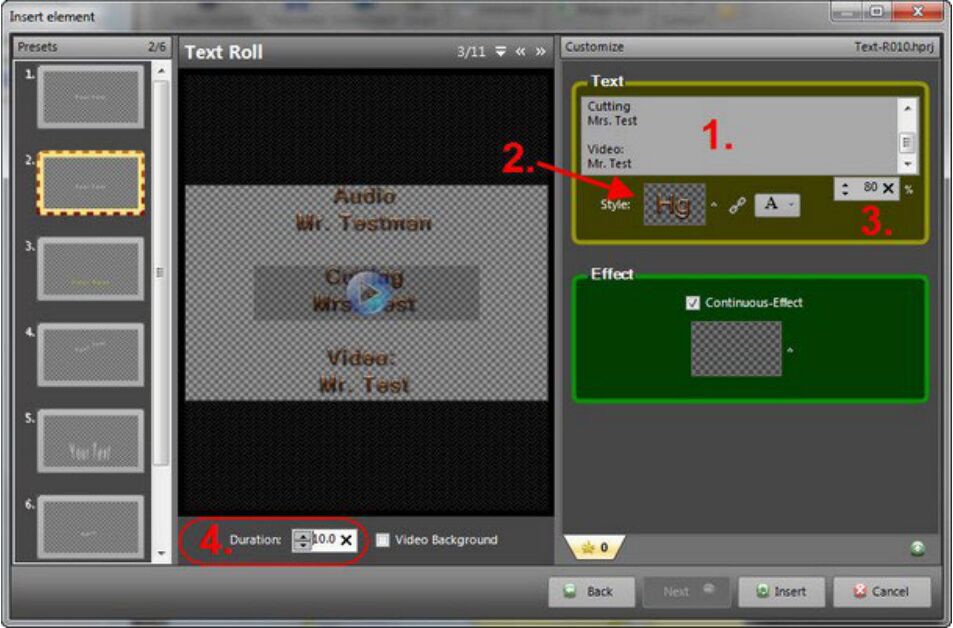 Insert element
Presets 2/6
Text Roll 3/11 « »
Customize Text-R010.hprj
1.
2.
3.
4.
5.
Your Text
6.
Audio
Mr. Testman
Cutting
Mrs. Test
Video:
Mr. Test
4. Duration: 10.0 Video Background
Text
Cutting
Mrs. Test
Video:
Mr. Test
1.
2.
Style: Hg A
80 %
3.
Effect
Continuous-Effect
0
Back Next Insert Cancel